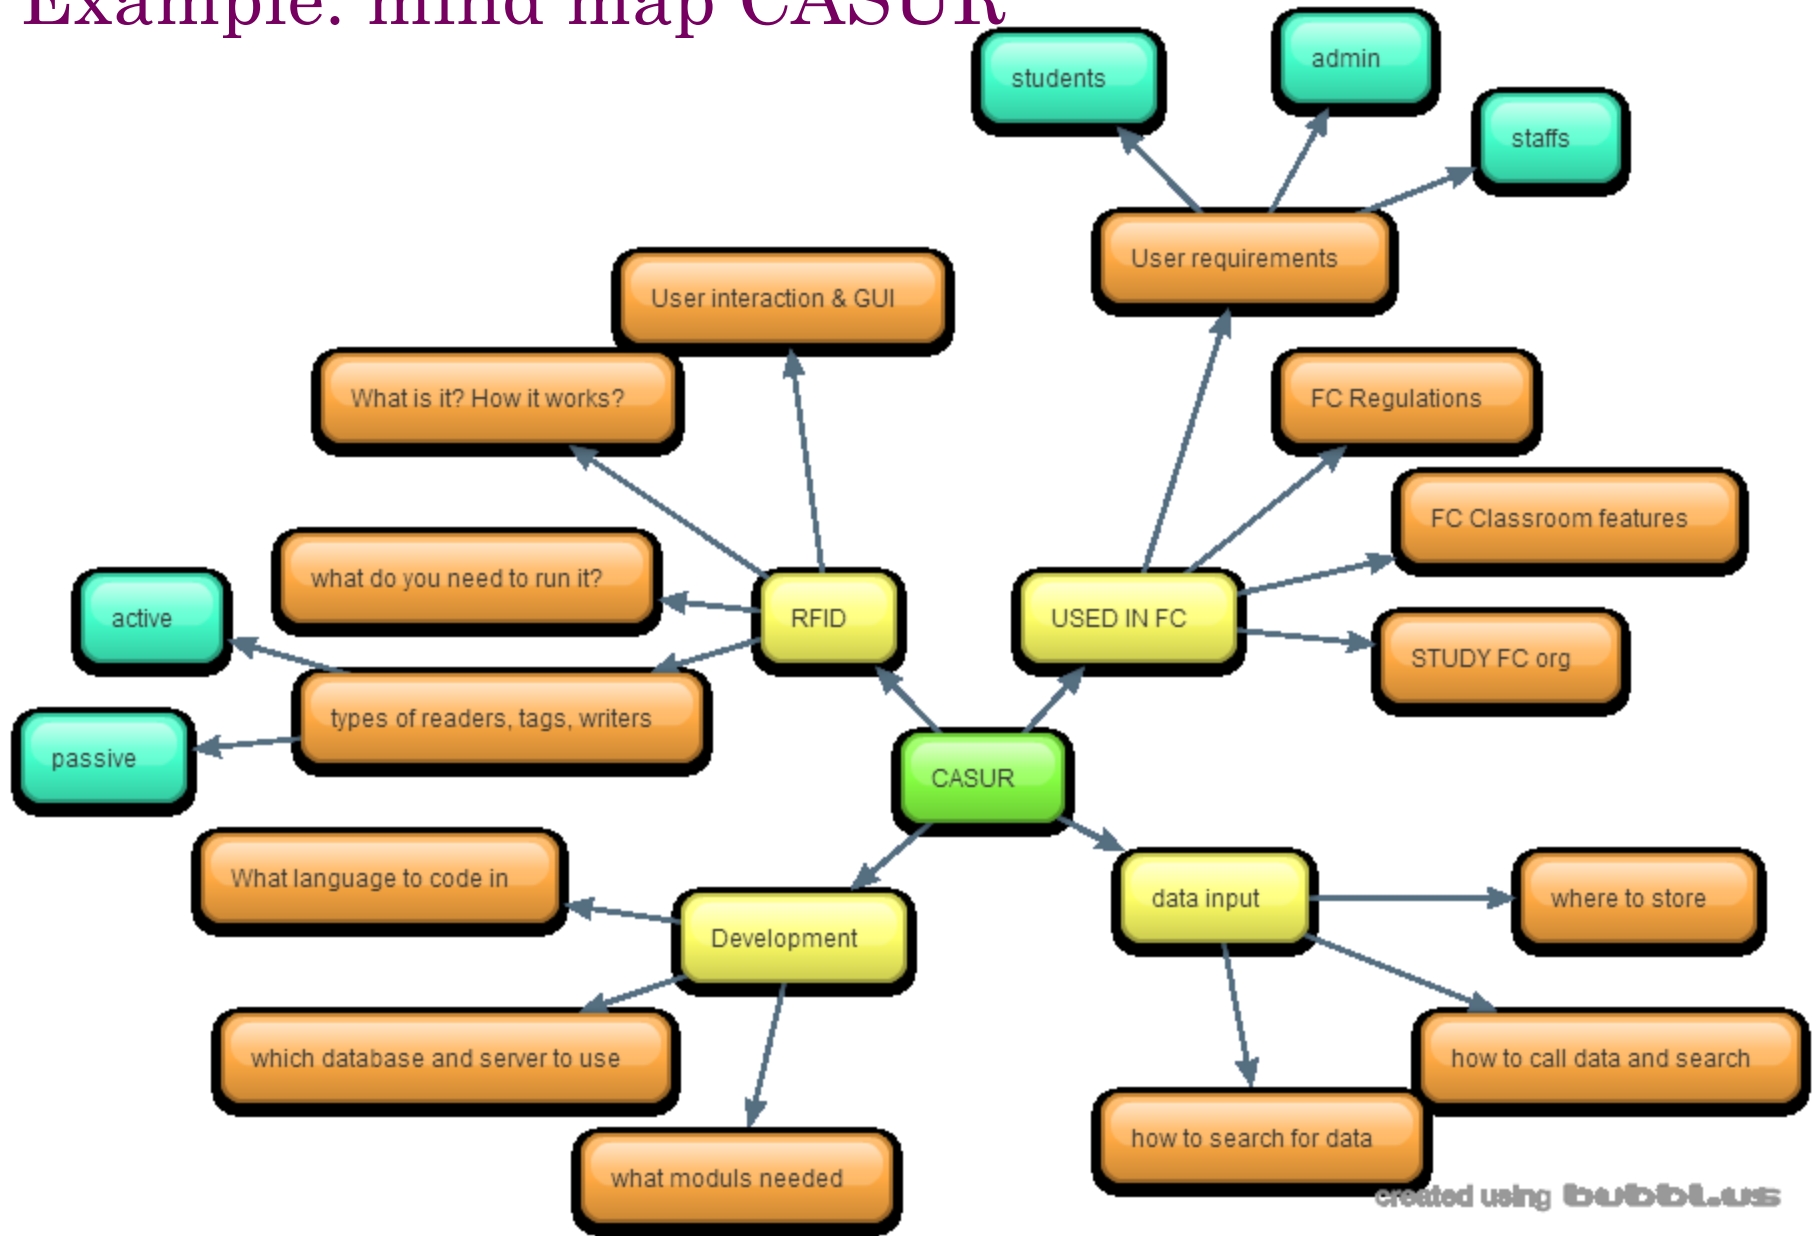 Example: mind map CASUR
students
admin
staffs
User requirements
User interaction & GUI
What is it? How it works?
FC Regulations
FC Classroom features
what do you need to run it?
active
RFID
USED IN FC
STUDY FC org
types of readers, tags, writers
passive
CASUR
What language to code in
data input
where to store
Development
which database and server to use
how to call data and search
how to search for data
what moduls needed
created using bubbl.us